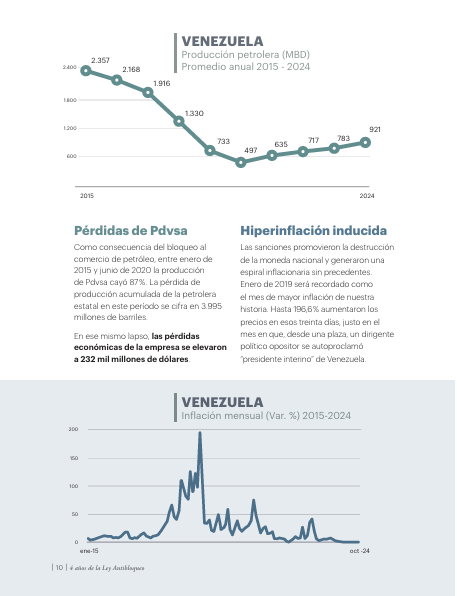 VENEZUELA
Producción petrolera (MBD)
Promedio anual 2015 - 2024
2.400
1.800
1.200
600
2.357
2.168
1.916
1.330
733
497
635
717
783
921
2015
2024
Pérdidas de Pdvsa
Como consecuencia del bloqueo al
comercio de petróleo, entre enero de
2015 y junio de 2020 la producción
de Pdvsa cayó 87%. La pérdida de
producción acumulada de la petrolera
estatal en este período se cifra en 3.995
millones de barriles.
En ese mismo lapso, las pérdidas
económicas de la empresa se elevaron
a 232 mil millones de dólares.
Hiperinflación inducida
Las sanciones promovieron la destrucción
de la moneda nacional y generaron una
espiral inflacionaria sin precedentes.
Enero de 2019 será recordado como
el mes de mayor inflación de nuestra
historia. Hasta 196,6% aumentaron los
precios en esos treinta días, justo en el
mes en que, desde una plaza, un dirigente
político opositor se autoproclamó
“presidente interino” de Venezuela.
VENEZUELA
Inflación mensual (Var. %) 2015-2024
200
150
100
50
0
ene-15
oct -24
| 10 | 4 años de la Ley Antibloqueo